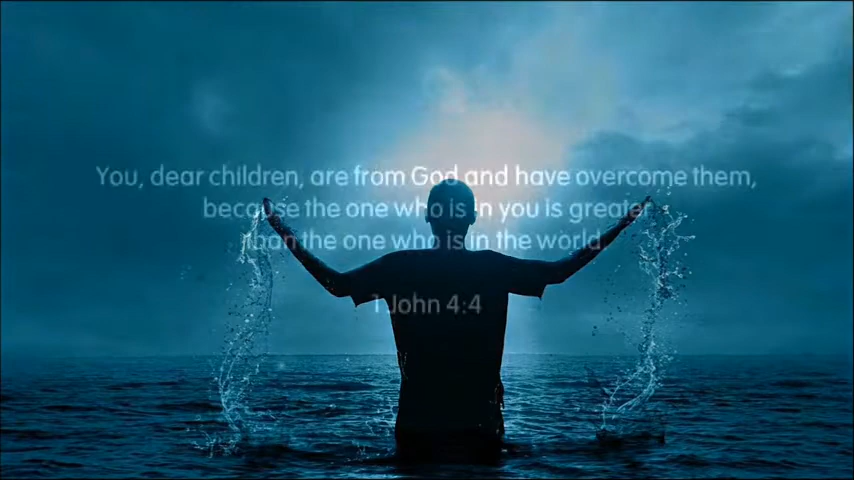 You, dear children, are from God and have overcome them,
because the one who is in you is greater
than the one who is in the world.
1 John 4:4